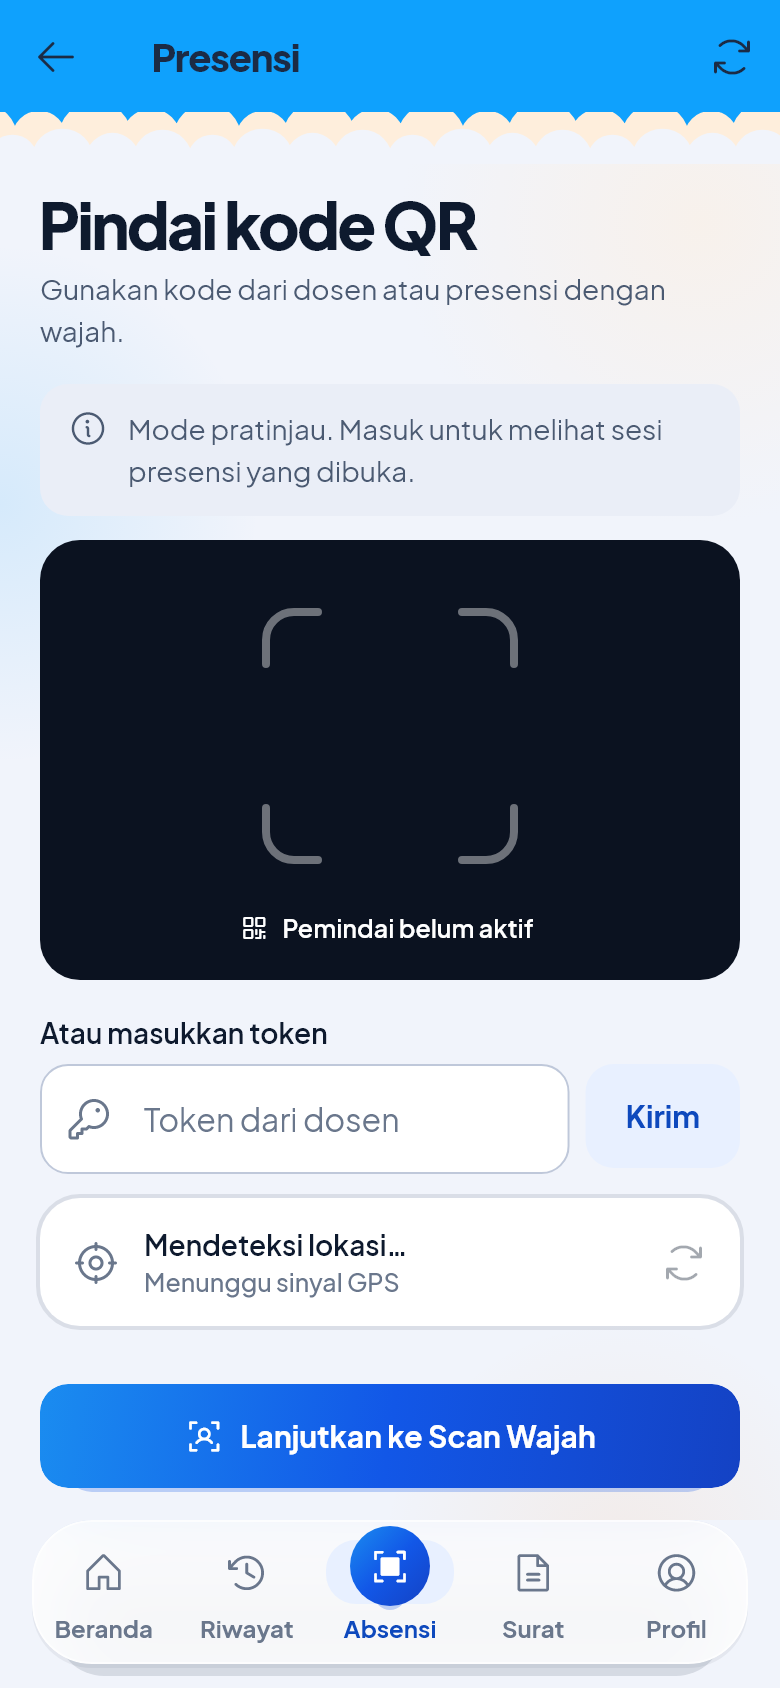 Presensi
Pindai kode QR
Gunakan kode dari dosen atau presensi dengan
wajah.
Mode pratinjau. Masuk untuk melihat sesi
presensi yang dibuka.
Pemindai belum aktif
Atau masukkan token
Token dari dosen
Kirim
Mendeteksi lokasi...
Menunggu sinyal GPS
Lanjutkan ke Scan Wajah
Beranda
Riwayat
Absensi
Surat
Profil